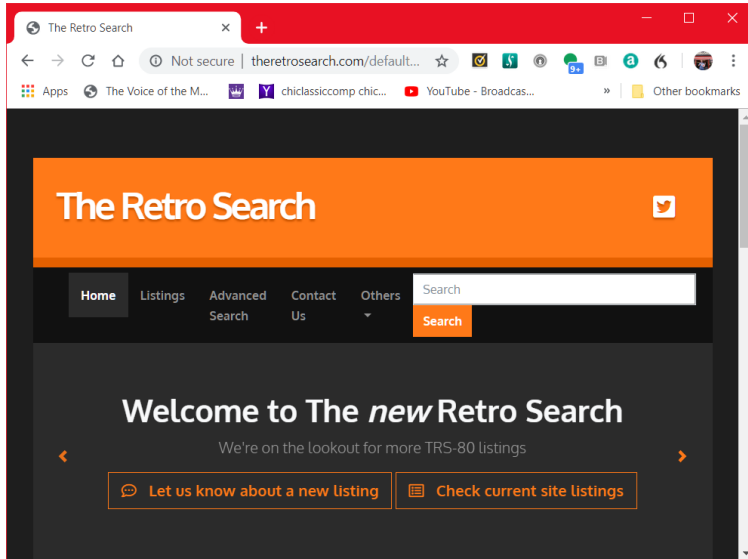 The Retro Search
Not secure | theretrosearch.com/default...
9+
Apps The Voice of the M... chiclassiccomp chic... YouTube - Broadcas... » Other bookmarks
The Retro Search
Home Listings Advanced Search Contact Us Others Search
Search
Welcome to The new Retro Search
We're on the lookout for more TRS-80 listings
Let us know about a new listing Check current site listings